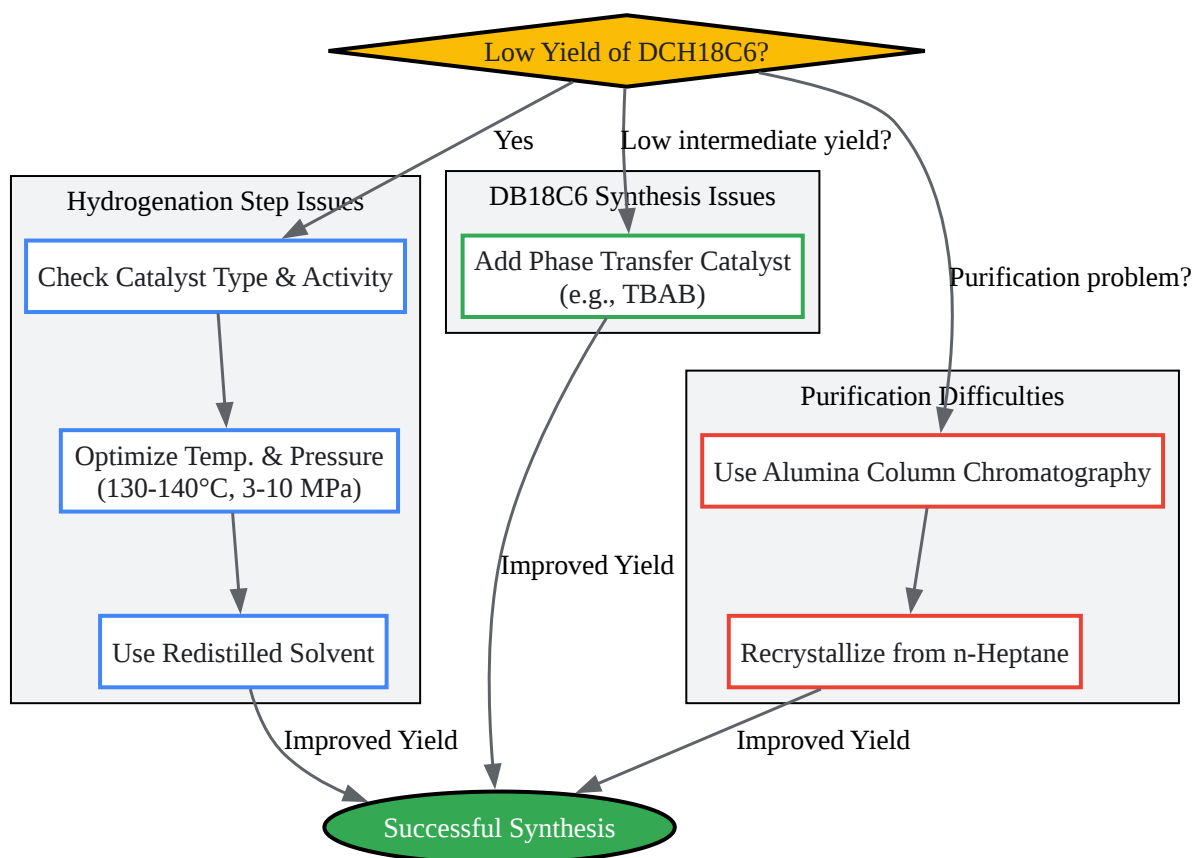 Low Yield of DCH18C6?
Yes
Low intermediate yield?
Hydrogenation Step Issues
Check Catalyst Type & Activity
Optimize Temp. & Pressure
(130-140°C, 3-10 MPa)
Use Redistilled Solvent
DB18C6 Synthesis Issues
Add Phase Transfer Catalyst
(e.g., TBAB)
Purification problem?
Purification Difficulties
Use Alumina Column Chromatography
Recrystallize from n-Heptane
Improved Yield
Improved Yield
Improved Yield
Successful Synthesis